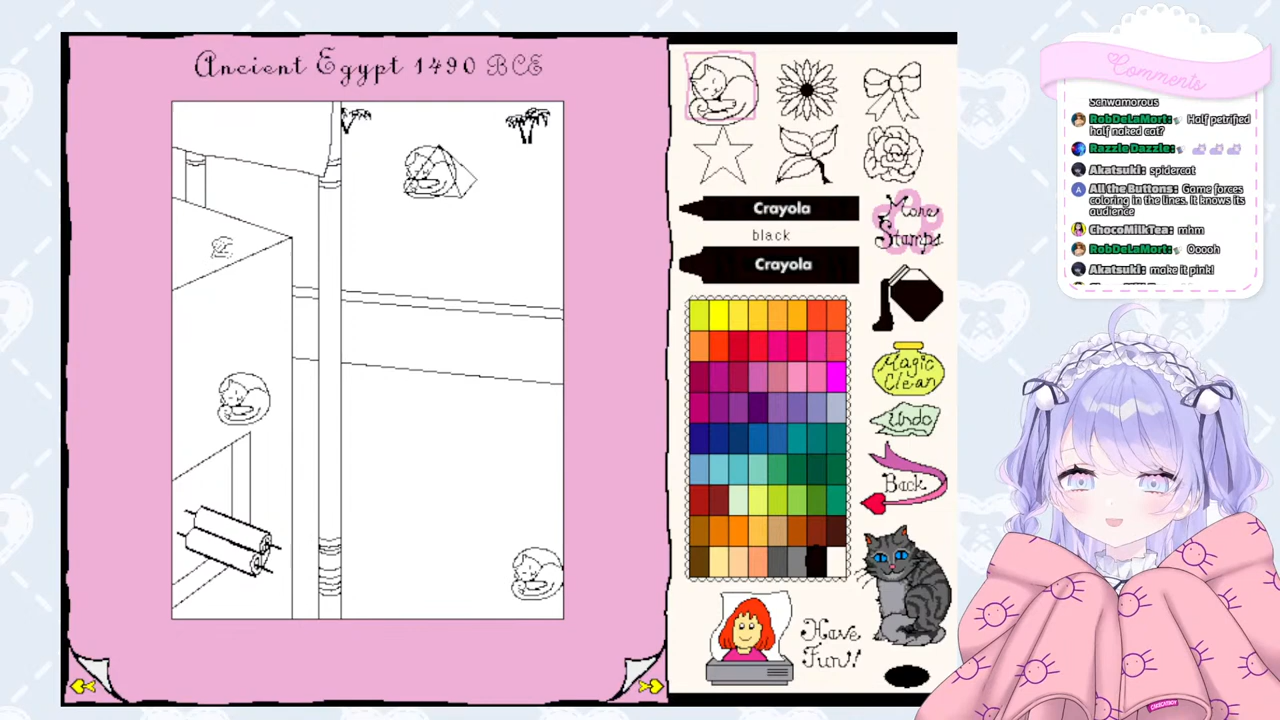 Ancient Egypt 1490 BCE
Crayola
black
Crayola
More
Stamps
Magic
Clean
Undo
Back
Have
Fun!!
Comments
Schwamorous
RobDeLaMort: Half petrified
half naked cat?
Razzle Dazzle:
Akatsuki: spidercat
All the Buttons: Game forces
coloring in the lines. It knows its
audience
ChocoMilkTea: mhm
RobDeLaMort: Ooooh
Akatsuki: make it pink!